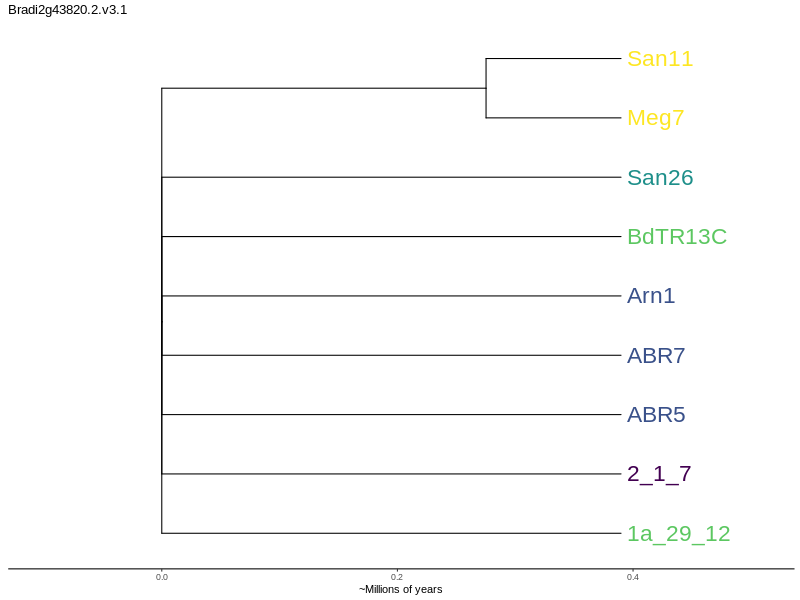 Bradi2g43820.2.v3.1
San11
Meg7
San26
BdTR13C
Arn1
ABR7
ABR5
2_1_7
1a_29_12
0.0 0.2 0.4
~Millions of years